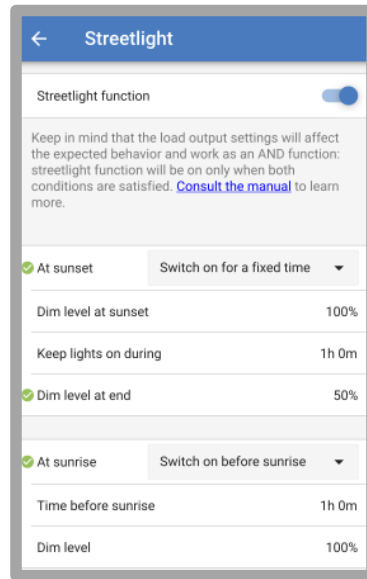 Streetlight
Streetlight function
Keep in mind that the load output settings will affect
the expected behavior and work as an AND function:
streetlight function will be on only when both
conditions are satisfied. Consult the manual to learn
more.
At sunset Switch on for a fixed time
Dim level at sunset 100%
Keep lights on during 1h 0m
Dim level at end 50%
At sunrise Switch on before sunrise
Time before sunrise 1h 0m
Dim level 100%